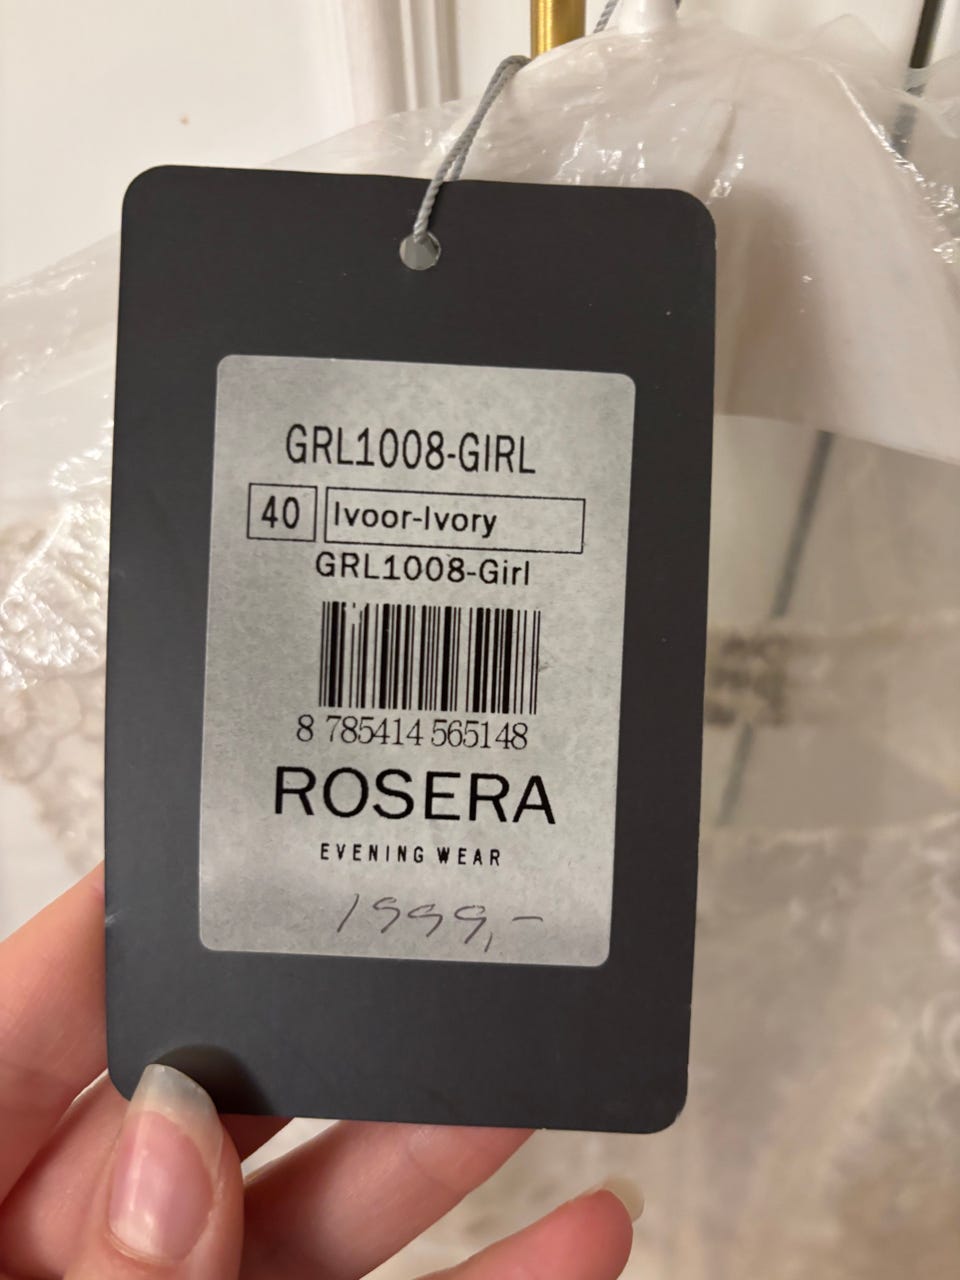 GRL1008-GIRL
40 Ivoor-Ivory
GRL1008-Girl
8 785414 565148
ROSERA
EVENING WEAR
1999,-